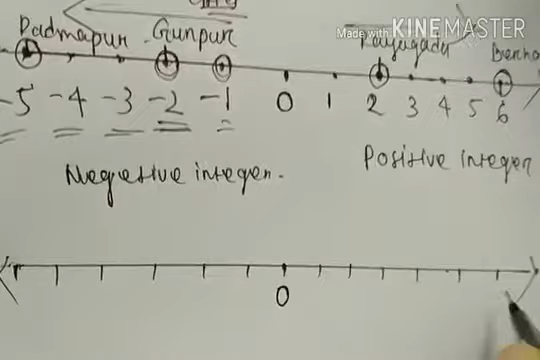 Made with KINEMASTER
Padmapur Gunpur Rayagada
-5 -4 -3 -2 -1 0 1 2 3 4 5 6
Negative integer. Positive integer
0